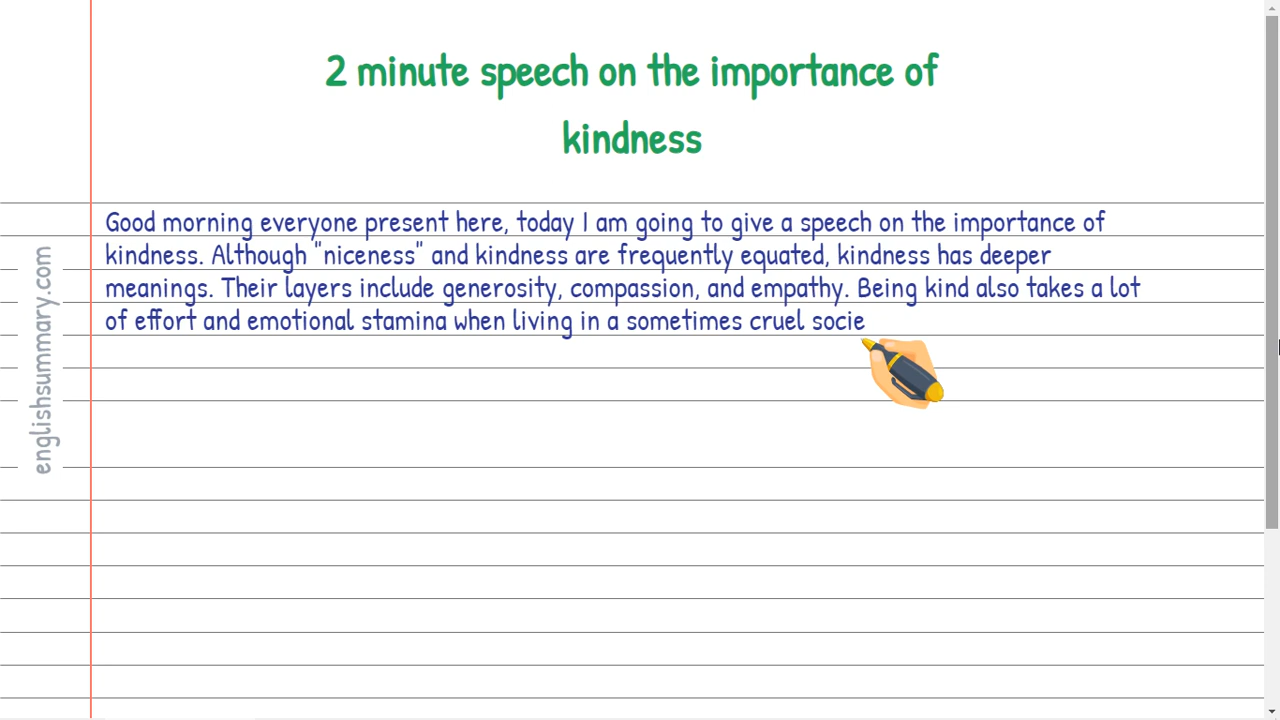 2 minute speech on the importance of
kindness
Good morning everyone present here, today I am going to give a speech on the importance of
kindness. Although "niceness" and kindness are frequently equated, kindness has deeper
meanings. Their layers include generosity, compassion, and empathy. Being kind also takes a lot
of effort and emotional stamina when living in a sometimes cruel socie
englishsummary.com